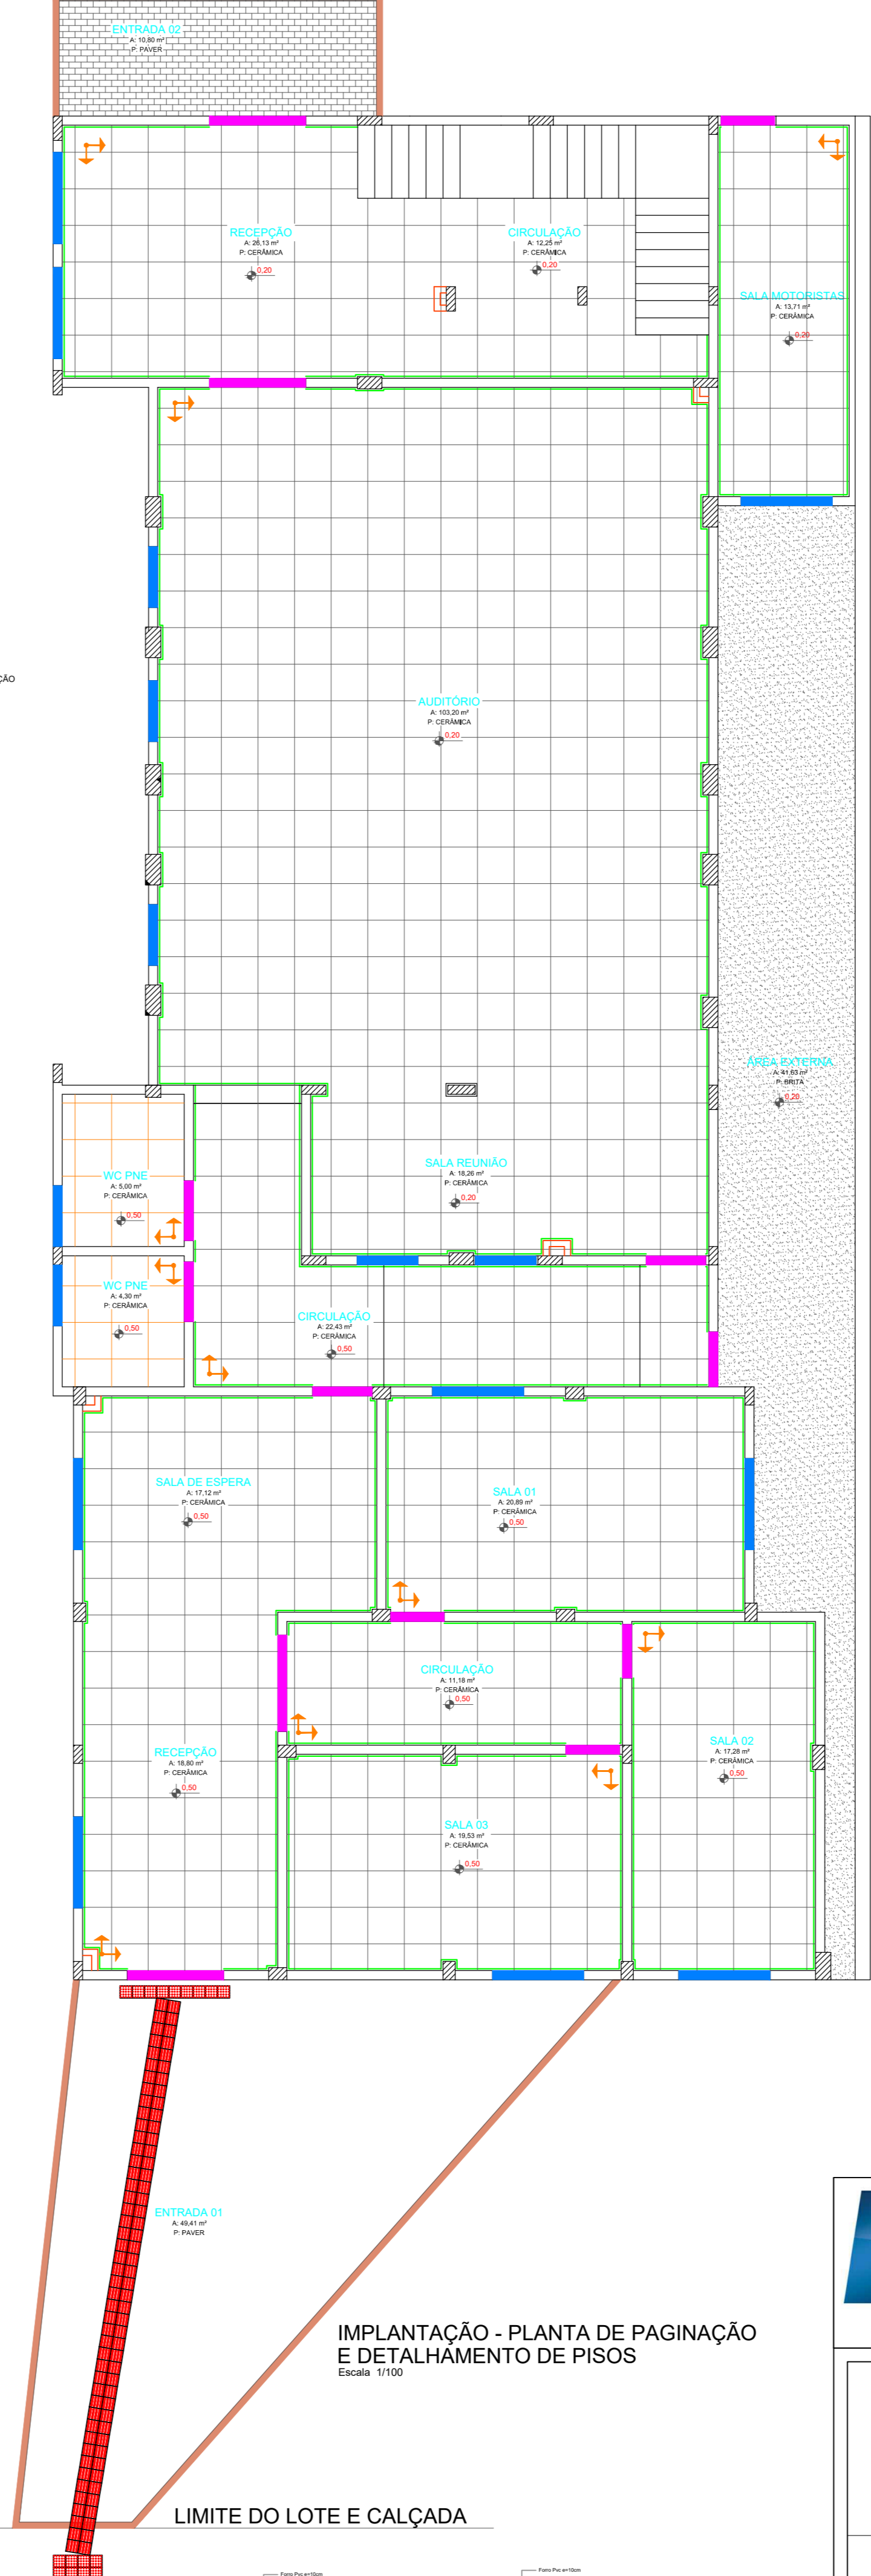 ENTRADA 02
A: 10,80 m²
P: PAVER
RECEPÇÃO
A: 26,13 m²
P: CERÂMICA
0,20
CIRCULAÇÃO
A: 12,25 m²
P: CERÂMICA
0,20
SALA MOTORISTAS
A: 13,71 m²
P: CERÂMICA
0,20
ÇÃO
AUDITÓRIO
A: 103,20 m²
P: CERÂMICA
0,20
ÁREA EXTERNA
A: 41,63 m²
P: BRITA
0,20
WC PNE
A: 5,00 m²
P: CERÂMICA
0,50
SALA REUNIÃO
A: 18,26 m²
P: CERÂMICA
0,20
WC PNE
A: 4,30 m²
P: CERÂMICA
0,50
CIRCULAÇÃO
A: 22,43 m²
P: CERÂMICA
0,50
SALA DE ESPERA
A: 17,12 m²
P: CERÂMICA
0,50
SALA 01
A: 20,89 m²
P: CERÂMICA
0,50
CIRCULAÇÃO
A: 11,18 m²
P: CERÂMICA
0,50
RECEPÇÃO
A: 18,80 m²
P: CERÂMICA
0,50
SALA 02
A: 17,28 m²
P: CERÂMICA
0,50
SALA 03
A: 19,53 m²
P: CERÂMICA
0,50
ENTRADA 01
A: 49,41 m²
P: PAVER
IMPLANTAÇÃO - PLANTA DE PAGINAÇÃO
E DETALHAMENTO DE PISOS
Escala 1/100
LIMITE DO LOTE E CALÇADA
Forro Pvc e=10cm
Forro Pvc e=10cm